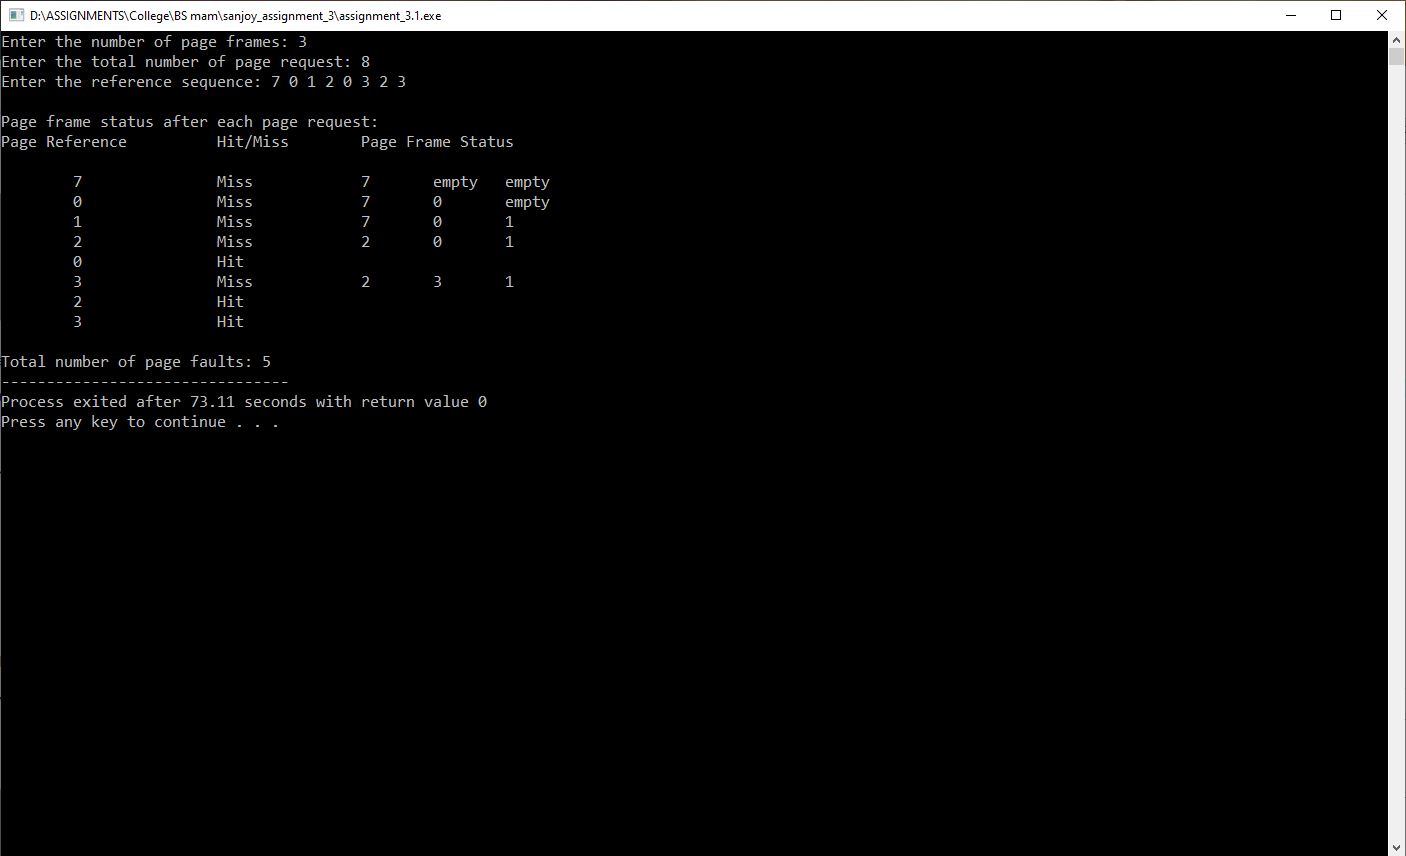 D:\ASSIGNMENTS\College\BS mam\sanjoy_assignment_3\assignment_3.1.exe
Enter the number of page frames: 3
Enter the total number of page request: 8
Enter the reference sequence: 7 0 1 2 0 3 2 3
Page frame status after each page request:
Page Reference          Hit/Miss        Page Frame Status
        7               Miss            7       empty   empty
        0               Miss            7       0       empty
        1               Miss            7       0       1
        2               Miss            2       0       1
        0               Hit
        3               Miss            2       3       1
        2               Hit
        3               Hit
Total number of page faults: 5
--------------------------------
Process exited after 73.11 seconds with return value 0
Press any key to continue . . .